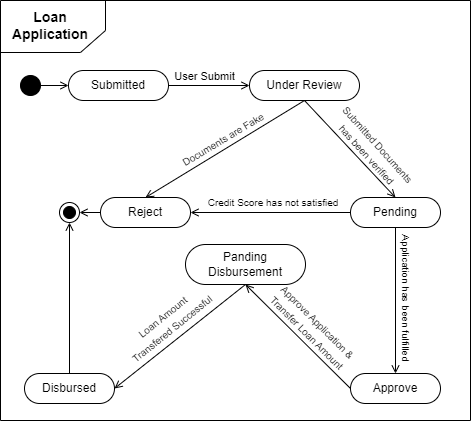 Loan
Application
Submitted
User Submit
Under Review
Documents are Fake
Submitted Documents
has been verified
Reject
Credit Score has not satisfied
Pending
Panding
Disbursement
Application has been fulfilled
Loan Amount
Transfered Successful
Approve Application &
Transfer Loan Amount
Disbursed
Approve